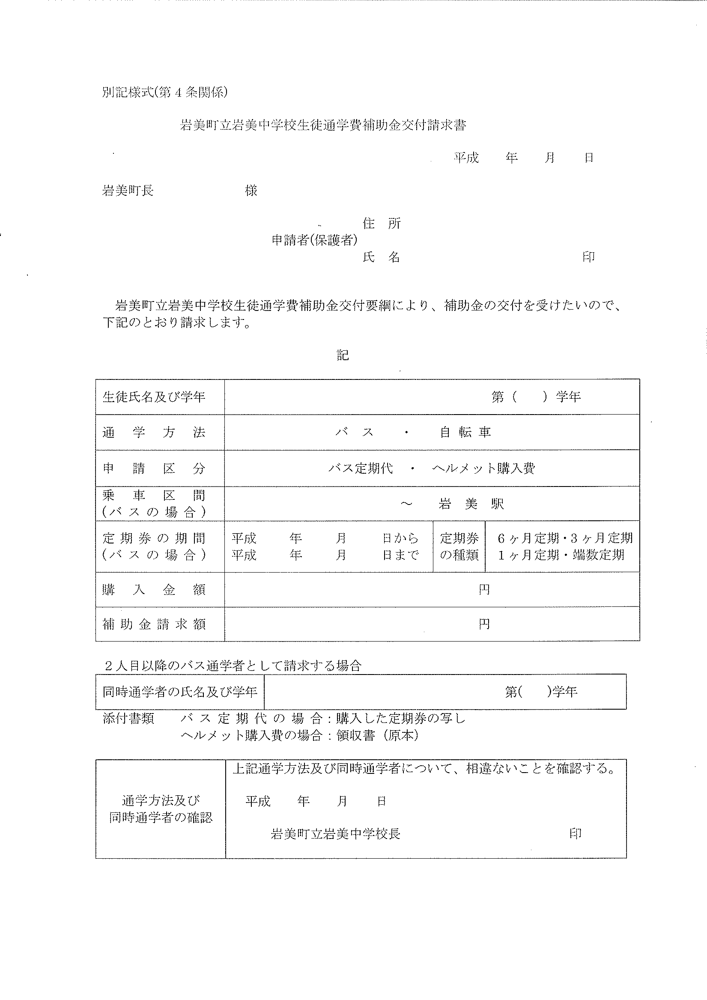 別記様式(第４条関係)
岩美町立岩美中学校生徒通学費補助金交付請求書
平成　　年　　月　　日
岩美町長　　　　　　　様
住　所
申請者(保護者)
氏　名　　　　　　　　　　　　　　印
岩美町立岩美中学校生徒通学費補助金交付要綱により、補助金の交付を受けたいので、
下記のとおり請求します。
記
生徒氏名及び学年　　　　　第（　　）学年
通学方法　　バス　・　自転車
申請区分　　バス定期代　・　ヘルメット購入費
乗車区間
(バスの場合)　　～　岩美駅
定期券の期間　平成　　年　　月　　日から　定期券　６ヶ月定期・３ヶ月定期
(バスの場合)　平成　　年　　月　　日まで　の種類　１ヶ月定期・端数定期
購入金額　　　　　円
補助金請求額　　　　　円
２人目以降のバス通学者として請求する場合
同時通学者の氏名及び学年　　　　　第(　　)学年
添付書類　　バス定期代の場合：購入した定期券の写し
ヘルメット購入費の場合：領収書（原本）
上記通学方法及び同時通学者について、相違ないことを確認する。
通学方法及び　　平成　　年　　月　　日
同時通学者の確認
岩美町立岩美中学校長　　　　　　　印